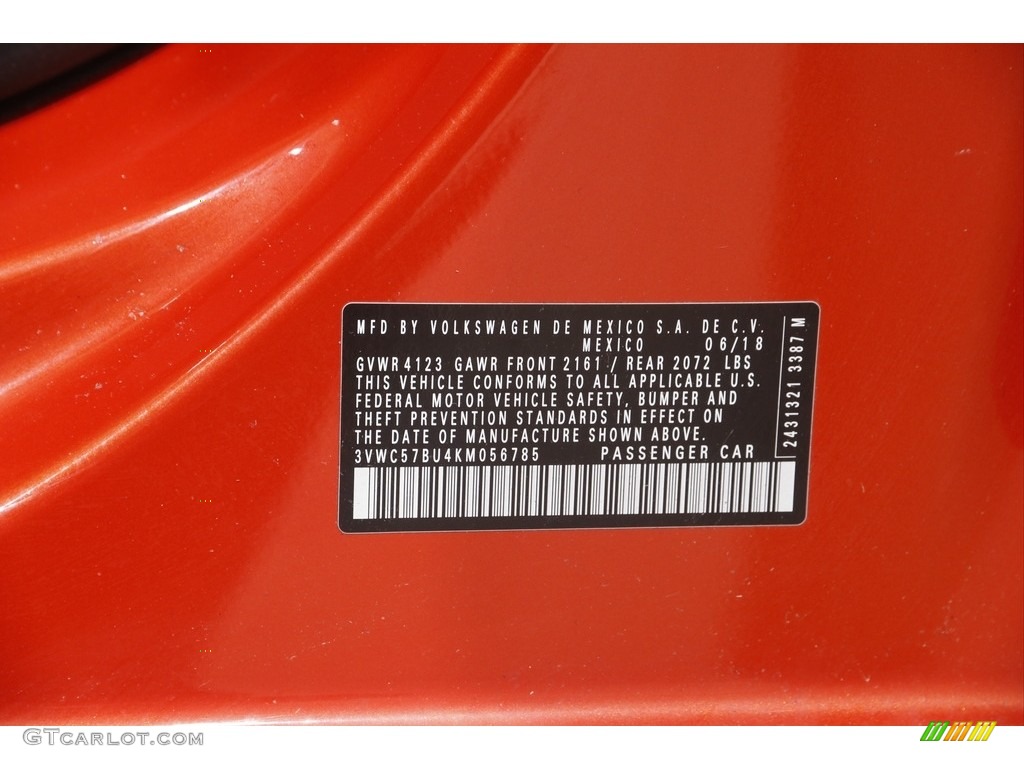 MFD BY VOLKSWAGEN DE MEXICO S.A. DE C.V.
MEXICO 06/18
GVWR 4123 GAWR FRONT 2161 / REAR 2072 LBS
THIS VEHICLE CONFORMS TO ALL APPLICABLE U.S.
FEDERAL MOTOR VEHICLE SAFETY, BUMPER AND
THEFT PREVENTION STANDARDS IN EFFECT ON
THE DATE OF MANUFACTURE SHOWN ABOVE.
3VWC57BU4KM056785 PASSENGER CAR
2431321 3387 M
GTCARLOT.COM